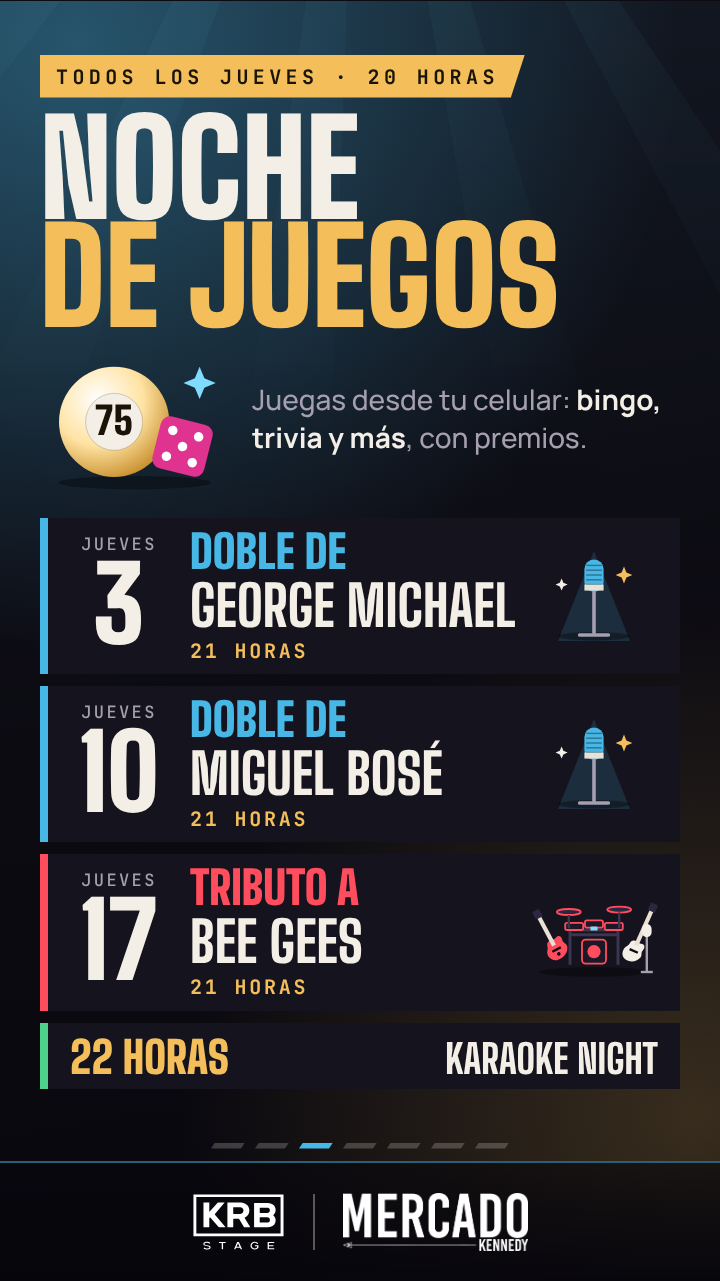 TODOS LOS JUEVES · 20 HORAS
NOCHE
DE JUEGOS
75
Juegas desde tu celular: bingo,
trivia y más, con premios.
JUEVES
3
DOBLE DE
GEORGE MICHAEL
21 HORAS
JUEVES
10
DOBLE DE
MIGUEL BOSÉ
21 HORAS
JUEVES
17
TRIBUTO A
BEE GEES
21 HORAS
22 HORAS
KARAOKE NIGHT
KRB
STAGE
MERCADO
KENNEDY